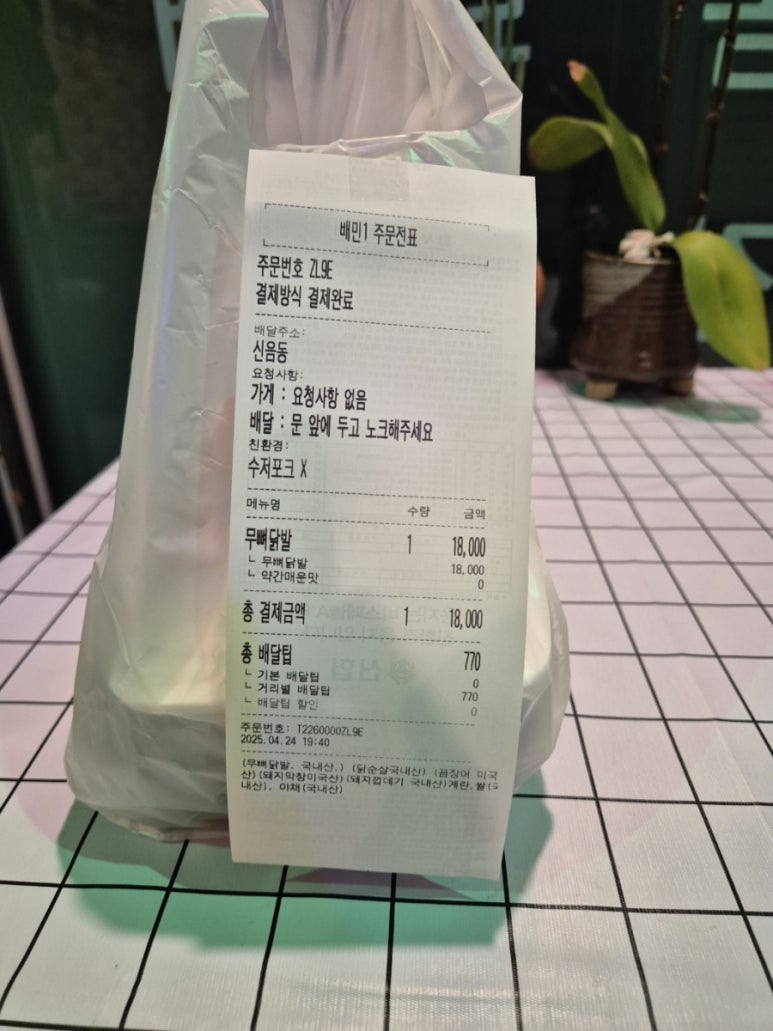 배민1 주문전표
주문번호 ZL9E
결제방식 결제완료
배달주소:
신음동
요청사항:
가게 : 요청사항 없음
배달 : 문 앞에 두고 노크해주세요
친환경:
수저포크 X
메뉴명 수량 금액
무뼈닭발 1 18,000
└ 무뼈닭발 18,000
└ 약간매운맛 0
총 결제금액 1 18,000
총 배달팁 770
└ 기본 배달팁 0
└ 거리별 배달팁 770
└ 배달팁 할인 0
주문번호: T2260000ZL9E
2025.04.24 19:40
(무뼈닭발. 국내산.) (닭순살국내산) (꼼장어 미국
산)(돼지막창미국산)(돼지껍데기 국내산)계란,쌀(국
내산), 야채(국내산)